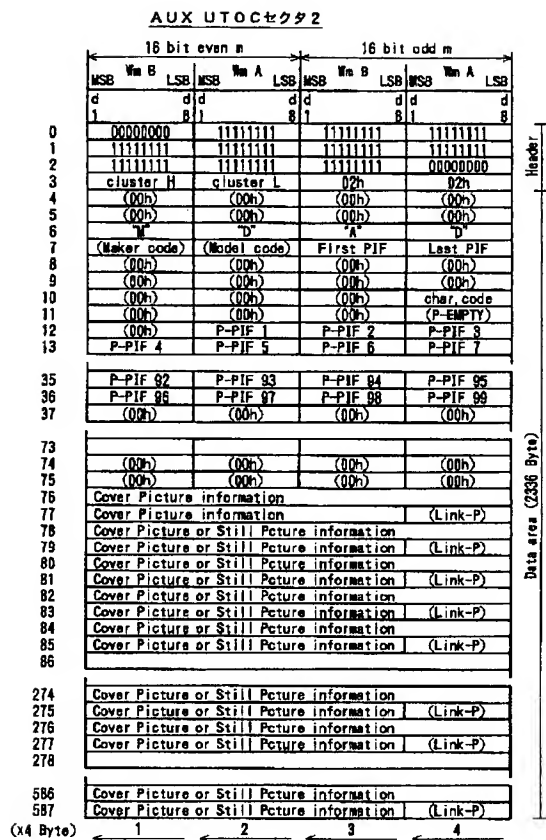 AUX UTOCセクタ2
16 bit even m 16 bit odd m
MSB Wm B LSB MSB Wm A LSB MSB Wm B LSB MSB Wm A LSB
d d d d d d d d
1 8 1 8 1 8 1 8
0 00000000 11111111 11111111 11111111
1 11111111 11111111 11111111 11111111
2 11111111 11111111 11111111 00000000
3 cluster H cluster L 02h 02h
Header
4 (00h) (00h) (00h) (00h)
5 (00h) (00h) (00h) (00h)
6 "M" "D" "A" "D"
7 (Maker code) (Model code) First PIF Last PIF
8 (00h) (00h) (00h) (00h)
9 (00h) (00h) (00h) (00h)
10 (00h) (00h) (00h) char. code
11 (00h) (00h) (00h) (P-EMPTY)
12 (00h) P-PIF 1 P-PIF 2 P-PIF 3
13 P-PIF 4 P-PIF 5 P-PIF 6 P-PIF 7
35 P-PIF 92 P-PIF 93 P-PIF 94 P-PIF 95
36 P-PIF 96 P-PIF 97 P-PIF 98 P-PIF 99
37 (00h) (00h) (00h) (00h)
73
74 (00h) (00h) (00h) (00h)
75 (00h) (00h) (00h) (00h)
76 Cover Picture information
77 Cover Picture information (Link-P)
78 Cover Picture or Still Pcture information
79 Cover Picture or Still Pcture information (Link-P)
80 Cover Picture or Still Pcture information
81 Cover Picture or Still Pcture information (Link-P)
82 Cover Picture or Still Pcture information
83 Cover Picture or Still Pcture information (Link-P)
84 Cover Picture or Still Pcture information
85 Cover Picture or Still Pcture information (Link-P)
86
274 Cover Picture or Still Pcture information
275 Cover Picture or Still Pcture information (Link-P)
276 Cover Picture or Still Pcture information
277 Cover Picture or Still Pcture information (Link-P)
278
586 Cover Picture or Still Pcture information
587 Cover Picture or Still Pcture information (Link-P)
Data area (2336 Byte)
(x4 Byte) 1 2 3 4